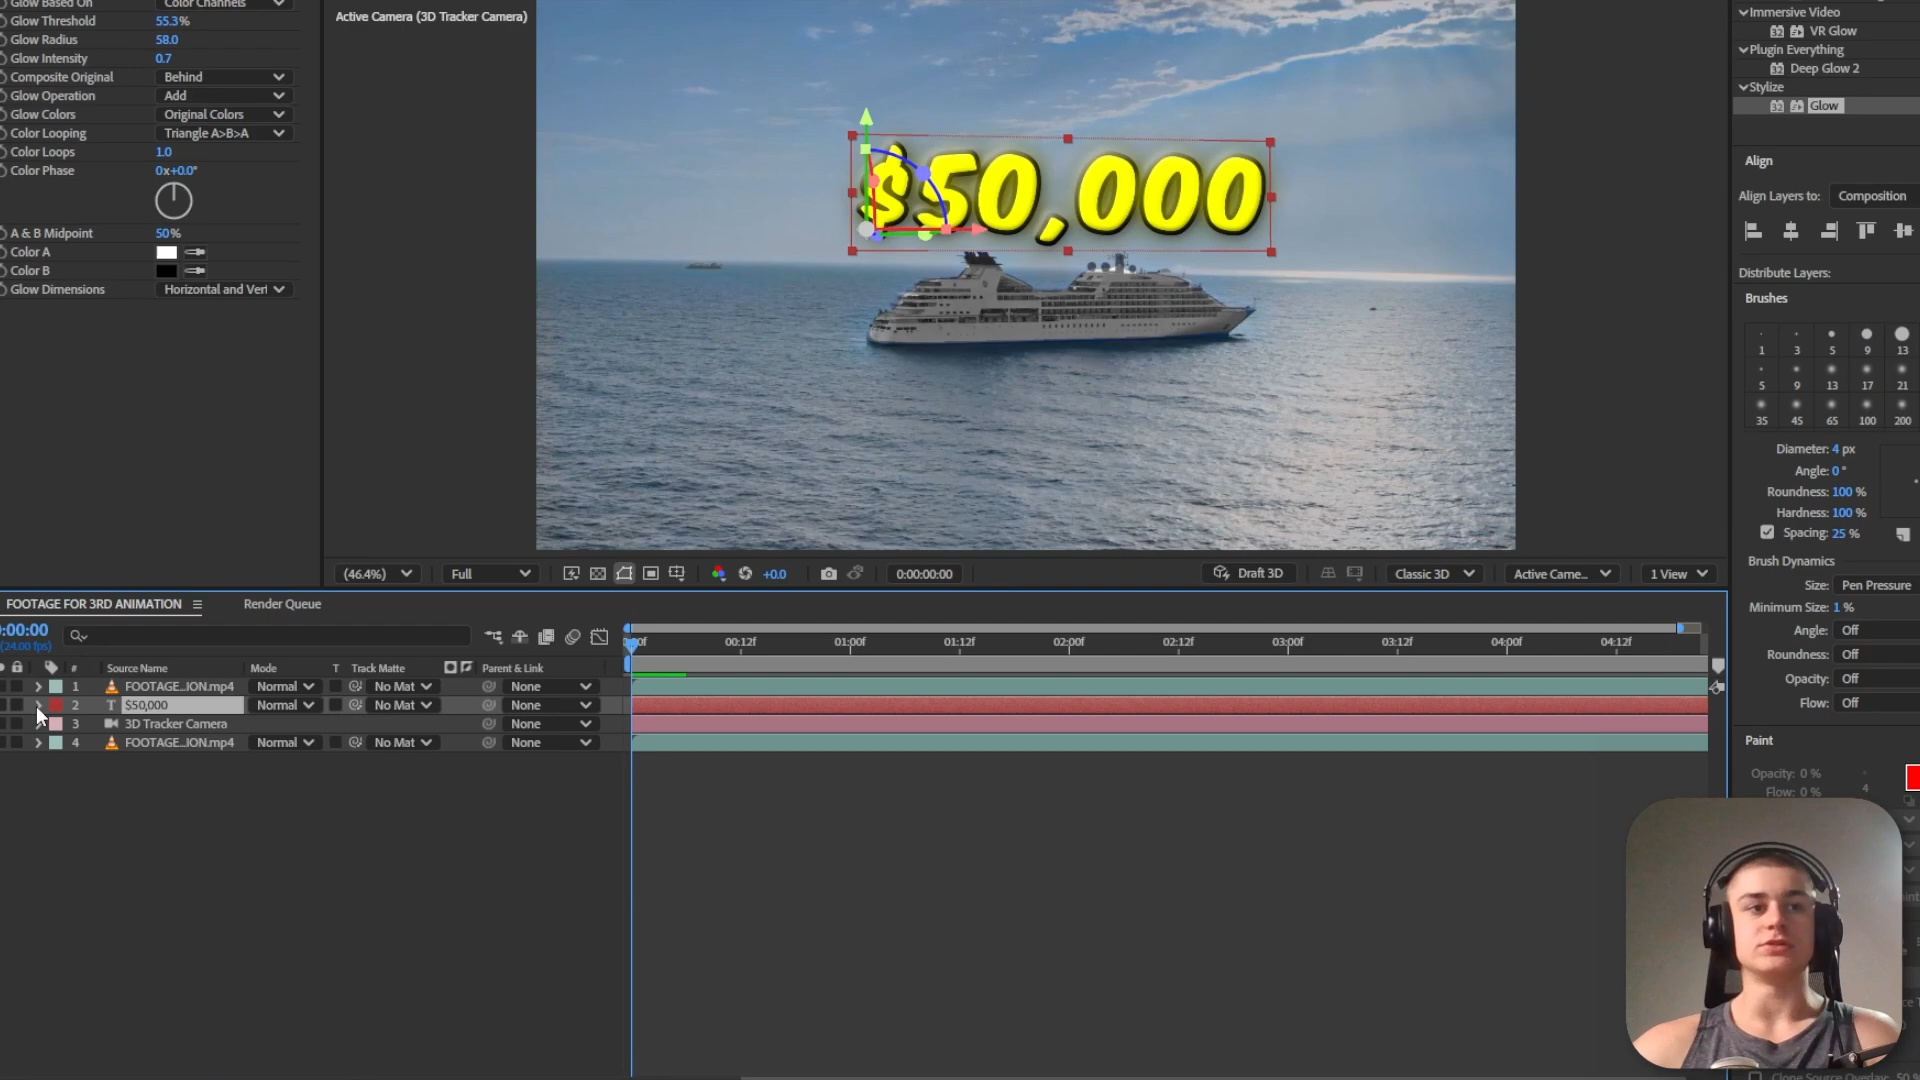 Glow Based On Color Channels
Glow Threshold 55.3%
Glow Radius 58.0
Glow Intensity 0.7
Composite Original Behind
Glow Operation Add
Glow Colors Original Colors
Color Looping Triangle A>B>A
Color Loops 1.0
Color Phase 0x+0.0°
A & B Midpoint 50%
Color A
Color B
Glow Dimensions Horizontal and Vert
Active Camera (3D Tracker Camera)
$50,000
(46.4%) Full +0.0 0:00:00:00 Draft 3D Classic 3D Active Came... 1 View
Immersive Video
32 VR Glow
Plugin Everything
32 Deep Glow 2
Stylize
32 Glow
Align
Align Layers to: Composition
Distribute Layers:
Brushes
1 3 5 9 13
5 9 13 17 21
35 45 65 100 200
Diameter: 4 px
Angle: 0°
Roundness: 100 %
Hardness: 100 %
Spacing: 25 %
Brush Dynamics
Size: Pen Pressure
Minimum Size: 1 %
Angle: Off
Roundness: Off
Opacity: Off
Flow: Off
Paint
Opacity: 0 %
Flow: 0 % 4
FOOTAGE FOR 3RD ANIMATION Render Queue
0:00:00
(24.00 fps)
00:12f 01:00f 01:12f 02:00f 02:12f 03:00f 03:12f 04:00f 04:12f
# Source Name Mode T Track Matte Parent & Link
1 FOOTAGE...ION.mp4 Normal No Mat None
2 T $50,000 Normal No Mat None
3 3D Tracker Camera None
4 FOOTAGE...ION.mp4 Normal No Mat None